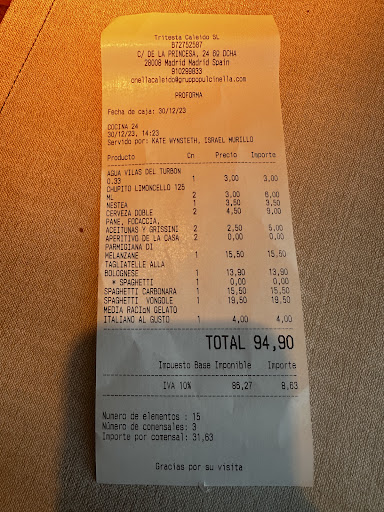 Tritesta Caleido SL
B72752587
C/ DE LA PRINCESA, 24 6Q DCHA
28008 Madrid Madrid Spain
910299833
cnellacaleido@gruppopulcinella.com
PROFORMA
Fecha de caja: 30/12/23
COCINA 24
30/12/23, 14:23
Servido por: KATE WYNSTETH, ISRAEL MURILLO
Producto Cn Precio Importe
AGUA VILAS DEL TURBON
0.33 1 3,00 3,00
CHUPITO LIMONCELLO 125
ML 2 3,00 6,00
NESTEA 1 3,50 3,50
CERVEZA DOBLE 2 4,50 9,00
PANE, FOCACCIA,
ACEITUNAS Y GRISSINI 2 2,50 5,00
APERITIVO DE LA CASA 2 0,00 0,00
PARMIGIANA DI
MELANZANE 1 15,50 15,50
TAGLIATELLE ALLA
BOLOGNESE 1 13,90 13,90
* SPAGHETTI 1 0,00 0,00
SPAGHETTI CARBONARA 1 15,50 15,50
SPAGHETTI VONGOLE 1 19,50 19,50
MEDIA RACION GELATO
ITALIANO AL GUSTO 1 4,00 4,00
TOTAL 94,90
Impuesto Base Imponible Importe
IVA 10% 86,27 8,63
Numero de elementos : 15
Número de comensales: 3
Importe por comensal: 31,63
Gracias por su visita